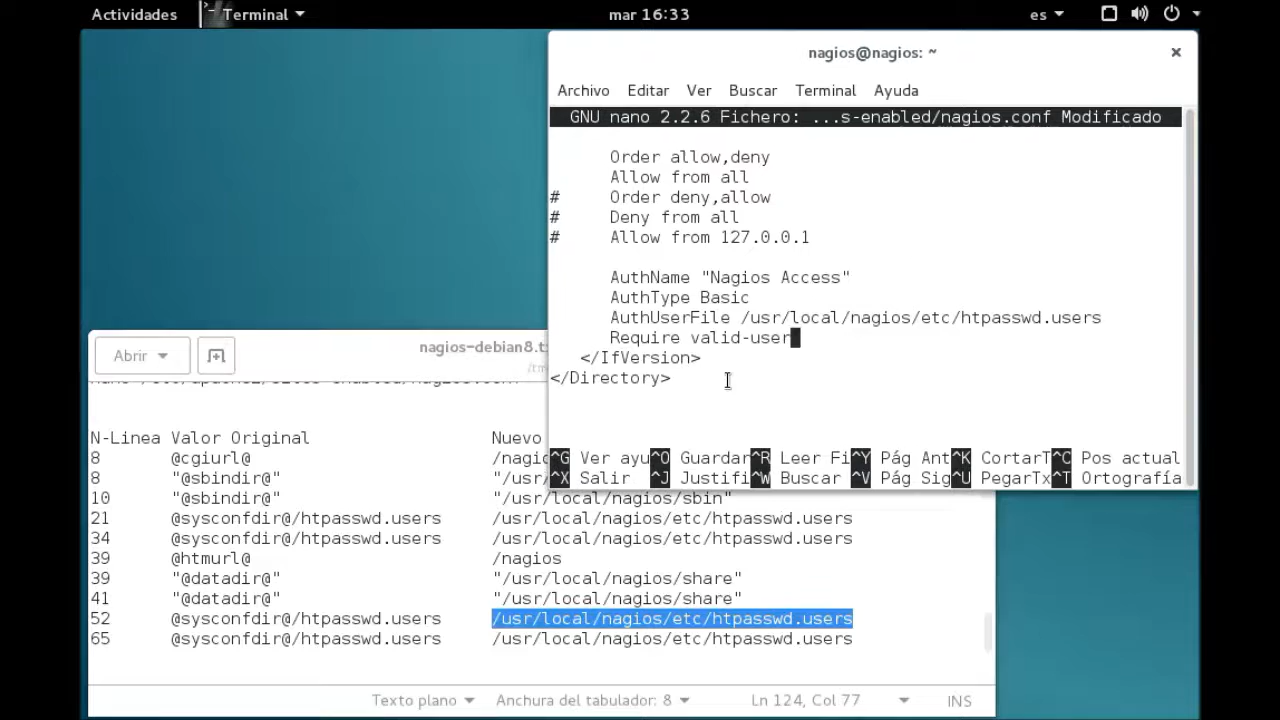 Actividades
Terminal
mar 16:33
es
nagios@nagios: ~
Archivo Editar Ver Buscar Terminal Ayuda
GNU nano 2.2.6 Fichero: ...s-enabled/nagios.conf Modificado
Order allow,deny
Allow from all
# Order deny,allow
# Deny from all
# Allow from 127.0.0.1
AuthName "Nagios Access"
AuthType Basic
AuthUserFile /usr/local/nagios/etc/htpasswd.users
Require valid-user
</IfVersion>
</Directory>
^G Ver ayu^O Guardar^R Leer Fi^Y Pág Ant^K CortarT^C Pos actual
^X Salir ^J Justifi^W Buscar ^V Pág Sig^U PegarTx^T Ortografía
Abrir
nagios-debian8.t
N-Linea Valor Original Nuevo
8 @cgiurl@ /nagio
8 "@sbindir@" "/usr/
10 "@sbindir@" "/usr/local/nagios/sbin"
21 @sysconfdir@/htpasswd.users /usr/local/nagios/etc/htpasswd.users
34 @sysconfdir@/htpasswd.users /usr/local/nagios/etc/htpasswd.users
39 @htmurl@ /nagios
39 "@datadir@" "/usr/local/nagios/share"
41 "@datadir@" "/usr/local/nagios/share"
52 @sysconfdir@/htpasswd.users /usr/local/nagios/etc/htpasswd.users
65 @sysconfdir@/htpasswd.users /usr/local/nagios/etc/htpasswd.users
Texto plano Anchura del tabulador: 8 Ln 124, Col 77 INS